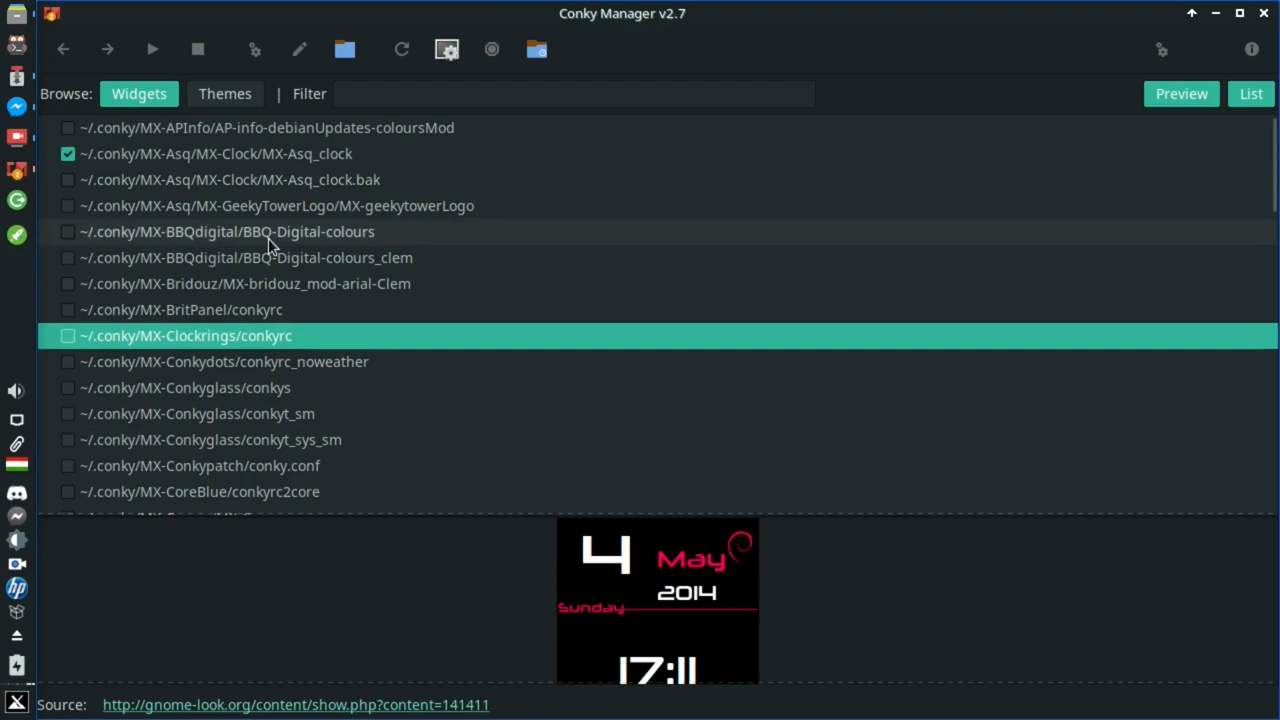 Conky Manager v2.7
Browse: Widgets Themes | Filter Preview List
~/.conky/MX-APInfo/AP-info-debianUpdates-coloursMod
~/.conky/MX-Asq/MX-Clock/MX-Asq_clock
~/.conky/MX-Asq/MX-Clock/MX-Asq_clock.bak
~/.conky/MX-Asq/MX-GeekyTowerLogo/MX-geekytowerLogo
~/.conky/MX-BBQdigital/BBQ-Digital-colours
~/.conky/MX-BBQdigital/BBQ-Digital-colours_clem
~/.conky/MX-Bridouz/MX-bridouz_mod-arial-Clem
~/.conky/MX-BritPanel/conkyrc
~/.conky/MX-Clockrings/conkyrc
~/.conky/MX-Conkydots/conkyrc_noweather
~/.conky/MX-Conkyglass/conkys
~/.conky/MX-Conkyglass/conkyt_sm
~/.conky/MX-Conkyglass/conkyt_sys_sm
~/.conky/MX-Conkypatch/conky.conf
~/.conky/MX-CoreBlue/conkyrc2core
4 May
2014
Sunday
17:11
Source: http://gnome-look.org/content/show.php?content=141411
hp